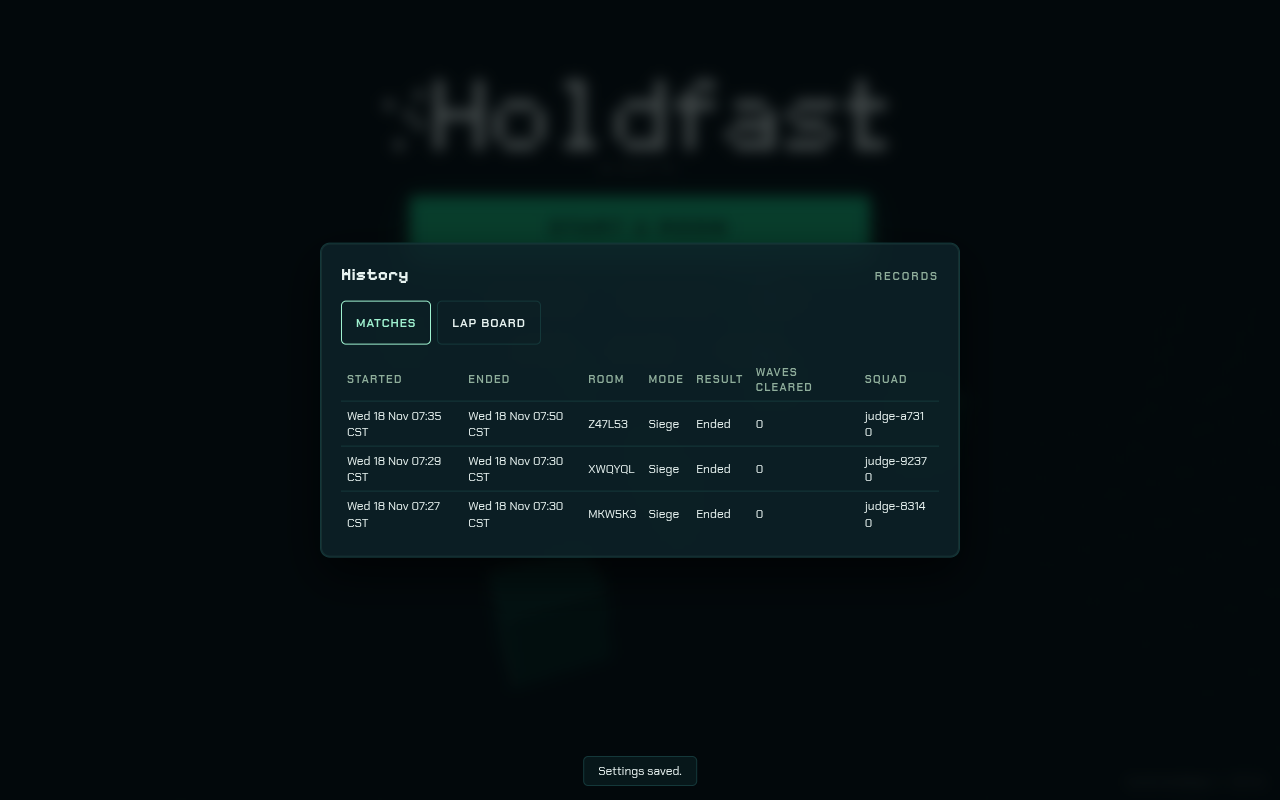 Holdfast
History
RECORDS
MATCHES
LAP BOARD
STARTED ENDED ROOM MODE RESULT WAVES CLEARED SQUAD
Wed 18 Nov 07:35 CST Wed 18 Nov 07:50 CST Z47L53 Siege Ended 0 judge-a731 0
Wed 18 Nov 07:29 CST Wed 18 Nov 07:30 CST XWQYQL Siege Ended 0 judge-9237 0
Wed 18 Nov 07:27 CST Wed 18 Nov 07:30 CST MKW5K3 Siege Ended 0 judge-8314 0
Settings saved.